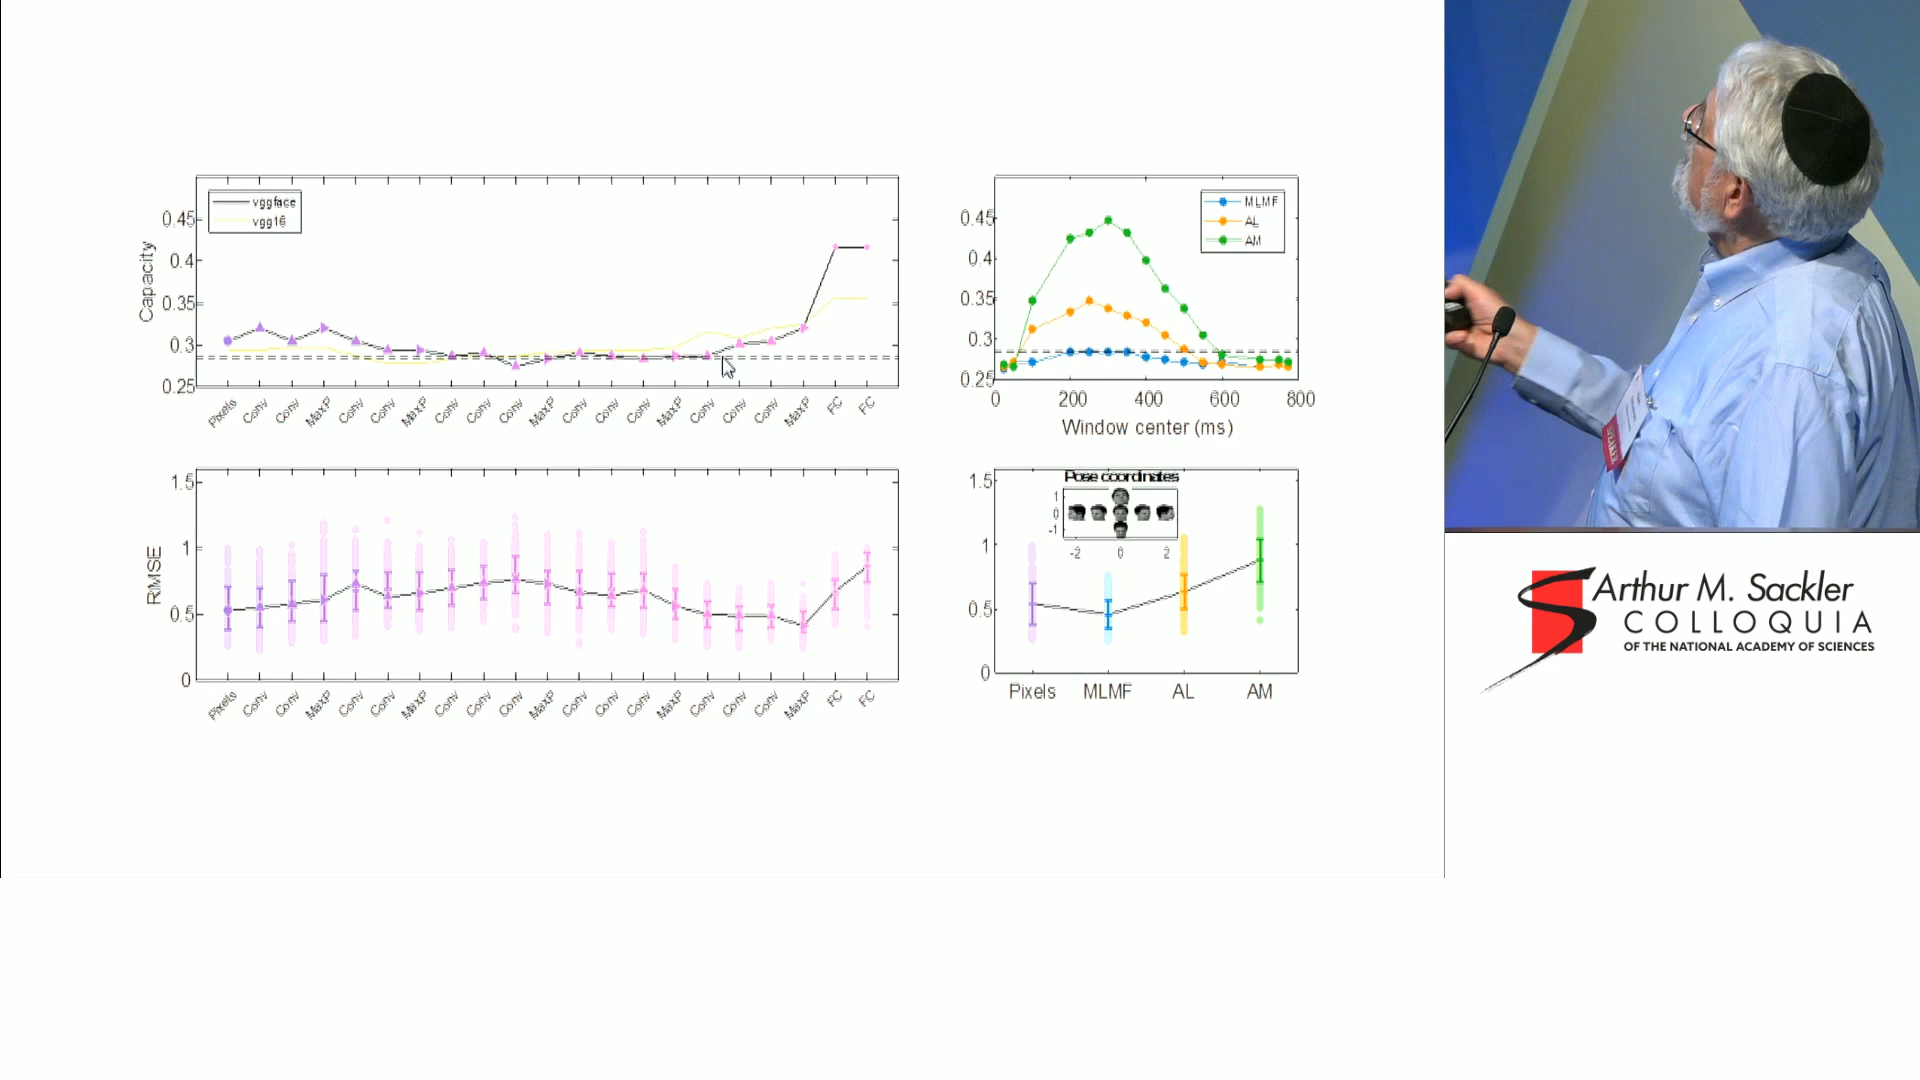 vggface
vgg16
Capacity
0.45
0.4
0.35
0.3
0.25
Pixels Conv Conv MaxP Conv Conv MaxP Conv Conv Conv MaxP Conv Conv Conv MaxP Conv Conv Conv MaxP FC FC
MLMF
AL
AM
0.45
0.4
0.35
0.3
0.25
0 200 400 600 800
Window center (ms)
RMSE
1.5
1
0.5
0
Pixels Conv Conv MaxP Conv Conv MaxP Conv Conv Conv MaxP Conv Conv Conv MaxP Conv Conv Conv MaxP FC FC
Pose coordinates
1
0
-1
-2 0 2
1.5
1
0.5
0
Pixels MLMF AL AM
SPEAKER
Arthur M. Sackler
COLLOQUIA
OF THE NATIONAL ACADEMY OF SCIENCES